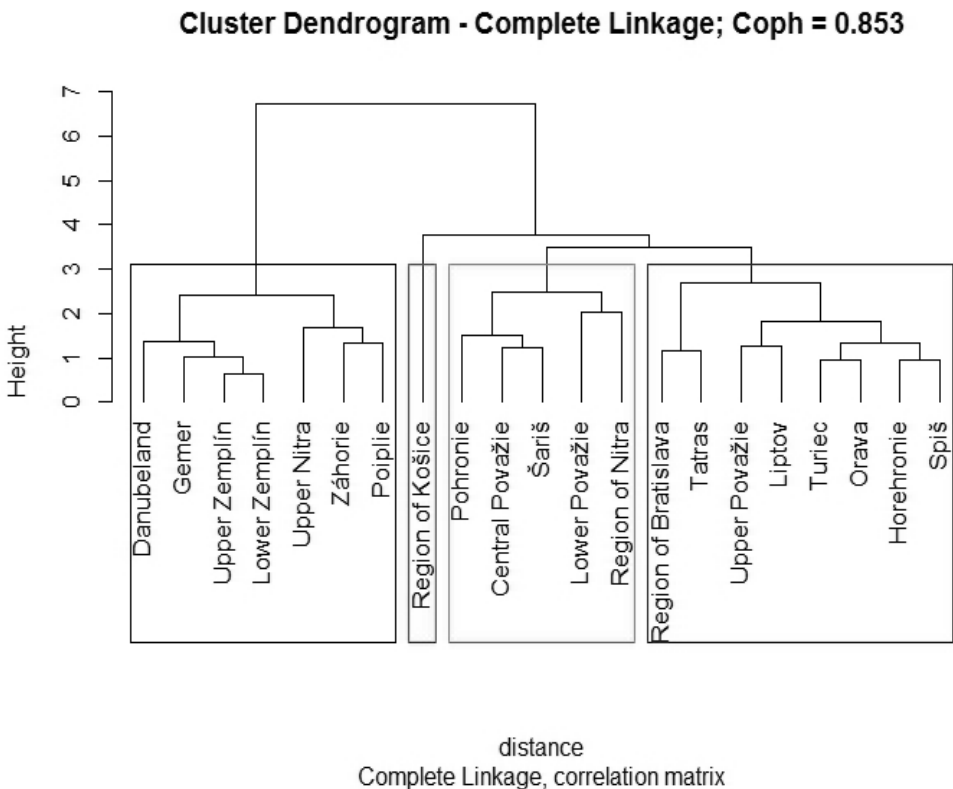 Cluster Dendrogram - Complete Linkage; Coph = 0.853
7
6
5
4
3
2
1
0
Height
Danubeland
Gemer
Upper Zemplín
Lower Zemplín
Upper Nitra
Záhorie
Poiplie
Region of Košice
Pohronie
Central Považie
Šariš
Lower Považie
Region of Nitra
Region of Bratislava
Tatras
Upper Považie
Liptov
Turiec
Orava
Horehronie
Spiš
distance
Complete Linkage, correlation matrix